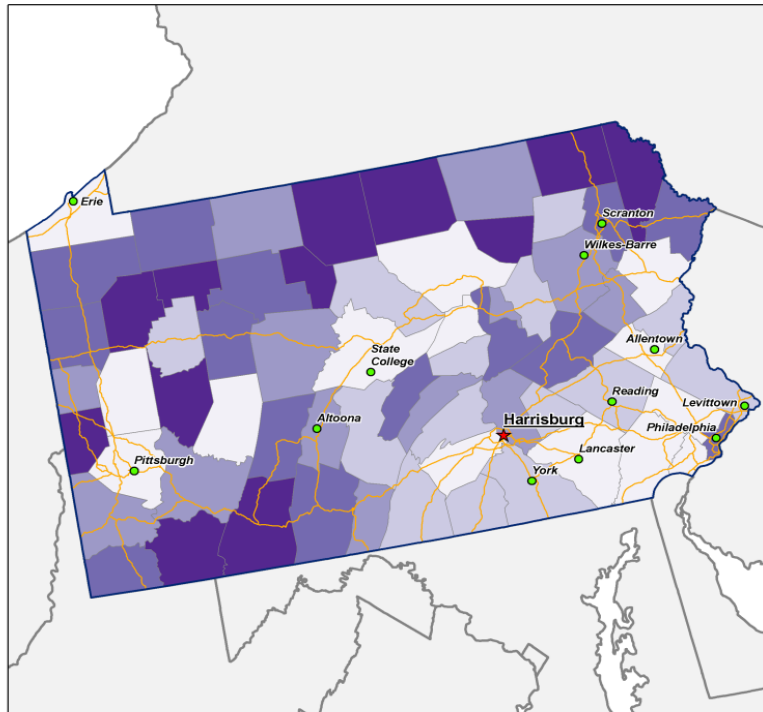 Erie
Scranton
Wilkes-Barre
State
College
Allentown
Altoona
Reading
Levittown
Harrisburg
Philadelphia
Pittsburgh
Lancaster
York